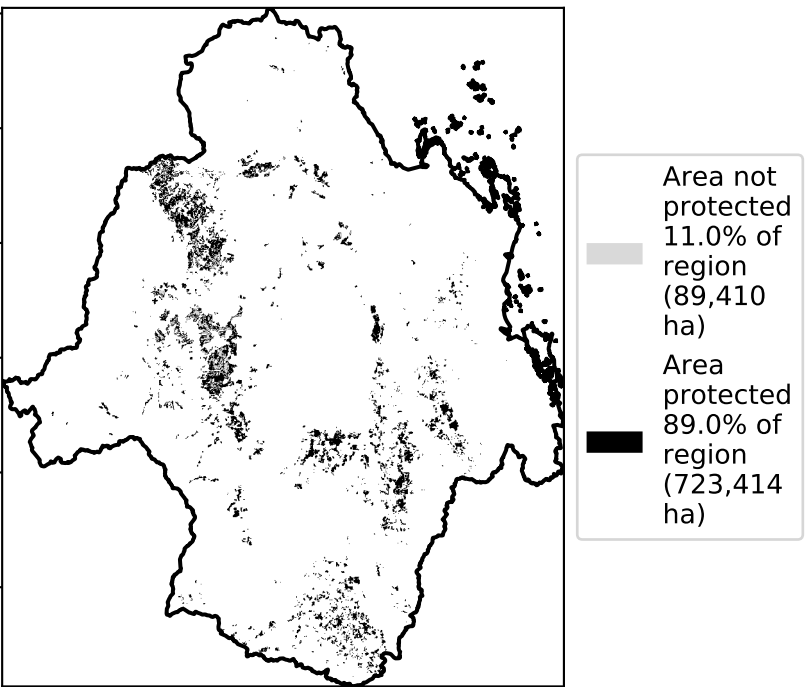 Area not
protected
11.0% of
region
(89,410
ha)
Area
protected
89.0% of
region
(723,414
ha)